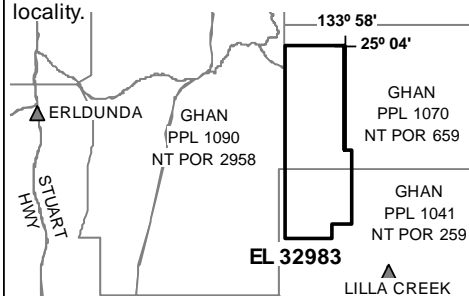 locality.
133º 58'
25º 04'
ERLDUNDA
GHAN
PPL 1090
NT POR 2958
GHAN
PPL 1070
NT POR 659
STUART
HWY
GHAN
PPL 1041
NT POR 259
EL 32983
LILLA CREEK